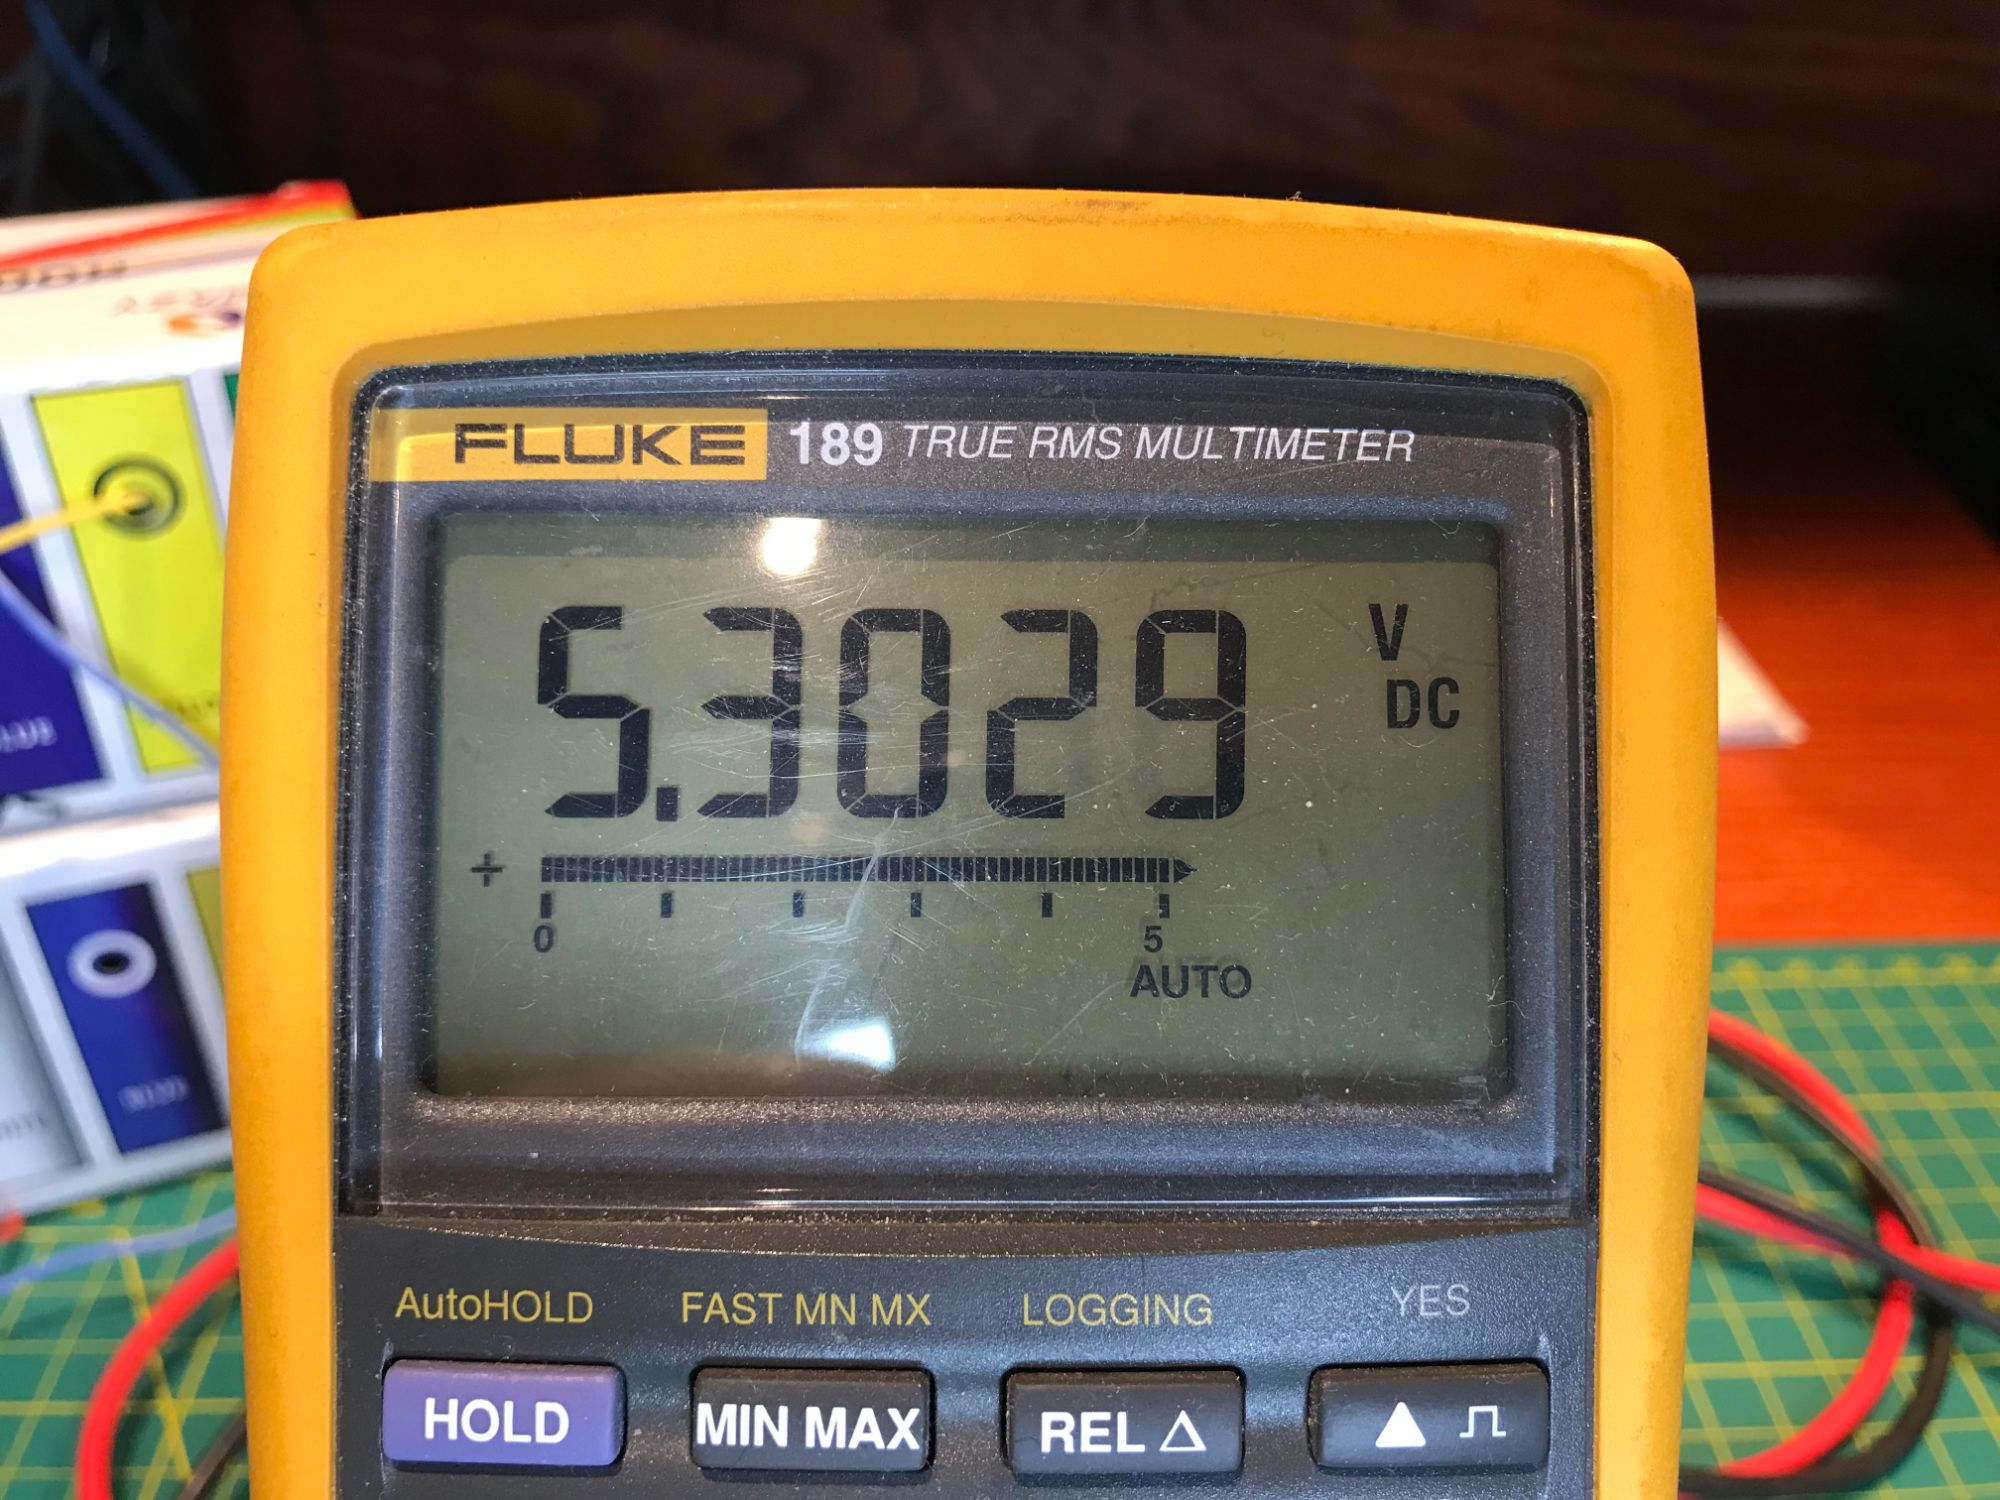 FLUKE 189 TRUE RMS MULTIMETER
5.3029 V DC
+
0 5
AUTO
AutoHOLD FAST MN MX LOGGING YES
HOLD MIN MAX REL △ ▲ ⎍